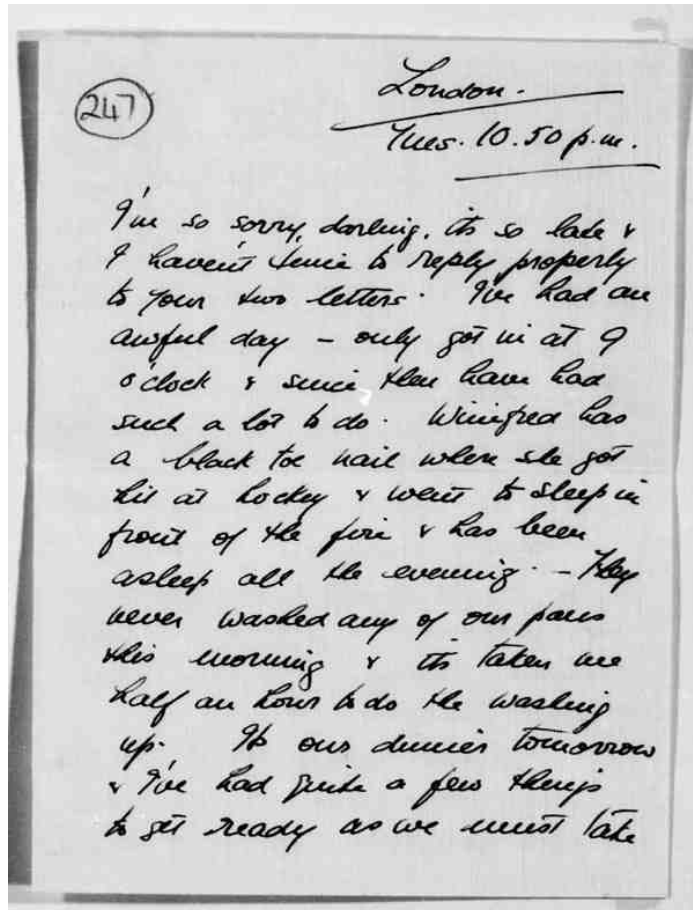 247
London.
Tues. 10.50 p.m.
I'm so sorry, darling, its so late &
I haven't time to reply properly
to your two letters. I've had an
awful day – only got in at 9
o'clock & since then have had
such a lot to do. Winifred has
a black toe nail where she got
hit at hockey & went to sleep in
front of the fire & has been
asleep all the evening. – They
never washed any of our pans
this morning & its taken me
half an hour to do the washing
up. Its our dinner tomorrow
& I've had quite a few things
to get ready as we must take